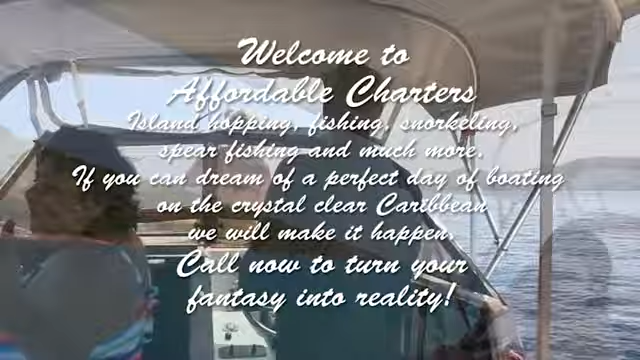 Welcome to
Affordable Charters
Island hopping, fishing, snorkeling,
spear fishing and much more.
If you can dream of a perfect day of boating
on the crystal clear Caribbean
we will make it happen.
Call now to turn your
fantasy into reality!